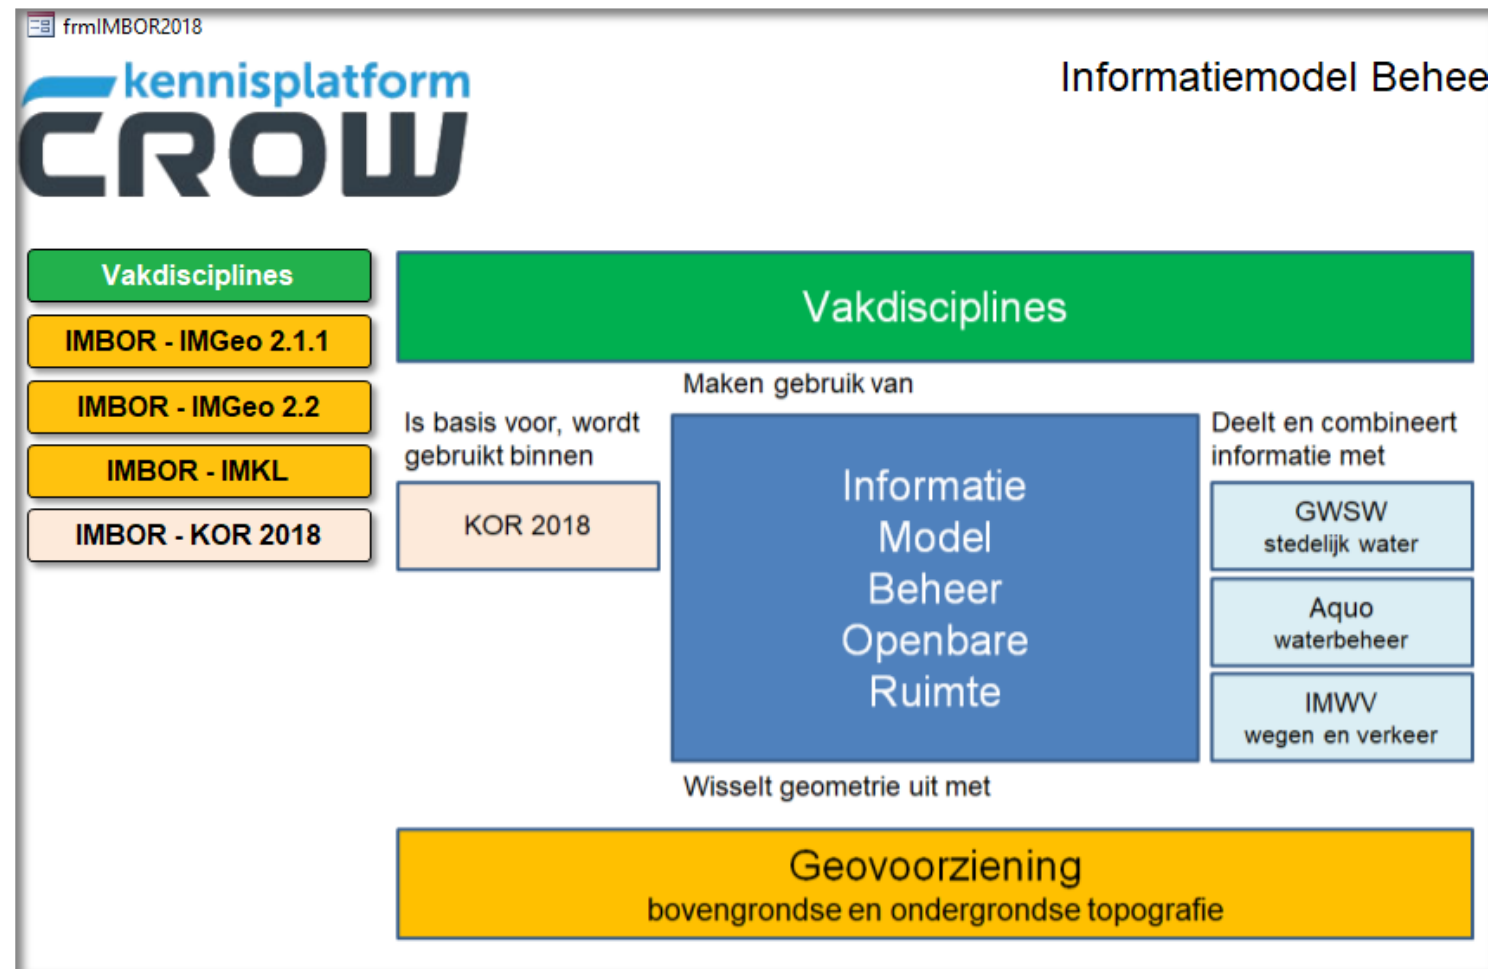 frmIMBOR2018
kennisplatform
CROW
Informatiemodel Behee
Vakdisciplines
IMBOR - IMGeo 2.1.1
IMBOR - IMGeo 2.2
IMBOR - IMKL
IMBOR - KOR 2018
Vakdisciplines
Maken gebruik van
Is basis voor, wordt
gebruikt binnen
KOR 2018
Informatie
Model
Beheer
Openbare
Ruimte
Deelt en combineert
informatie met
GWSW
stedelijk water
Aquo
waterbeheer
IMWV
wegen en verkeer
Wisselt geometrie uit met
Geovoorziening
bovengrondse en ondergrondse topografie